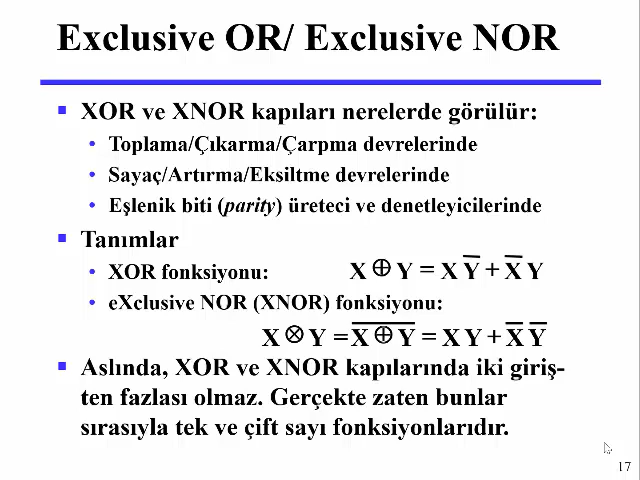 Exclusive OR/ Exclusive NOR
▪ XOR ve XNOR kapıları nerelerde görülür:
• Toplama/Çıkarma/Çarpma devrelerinde
• Sayaç/Artırma/Eksiltme devrelerinde
• Eşlenik biti (parity) üreteci ve denetleyicilerinde
▪ Tanımlar
• XOR fonksiyonu: X ⊕ Y = X Y̅ + X̅ Y
• eXclusive NOR (XNOR) fonksiyonu:
X ⊗ Y = X̅ ̅⊕̅ ̅Y̅ = X Y + X̅ Y̅
▪ Aslında, XOR ve XNOR kapılarında iki giriş-
ten fazlası olmaz. Gerçekte zaten bunlar
sırasıyla tek ve çift sayı fonksiyonlarıdır.
17